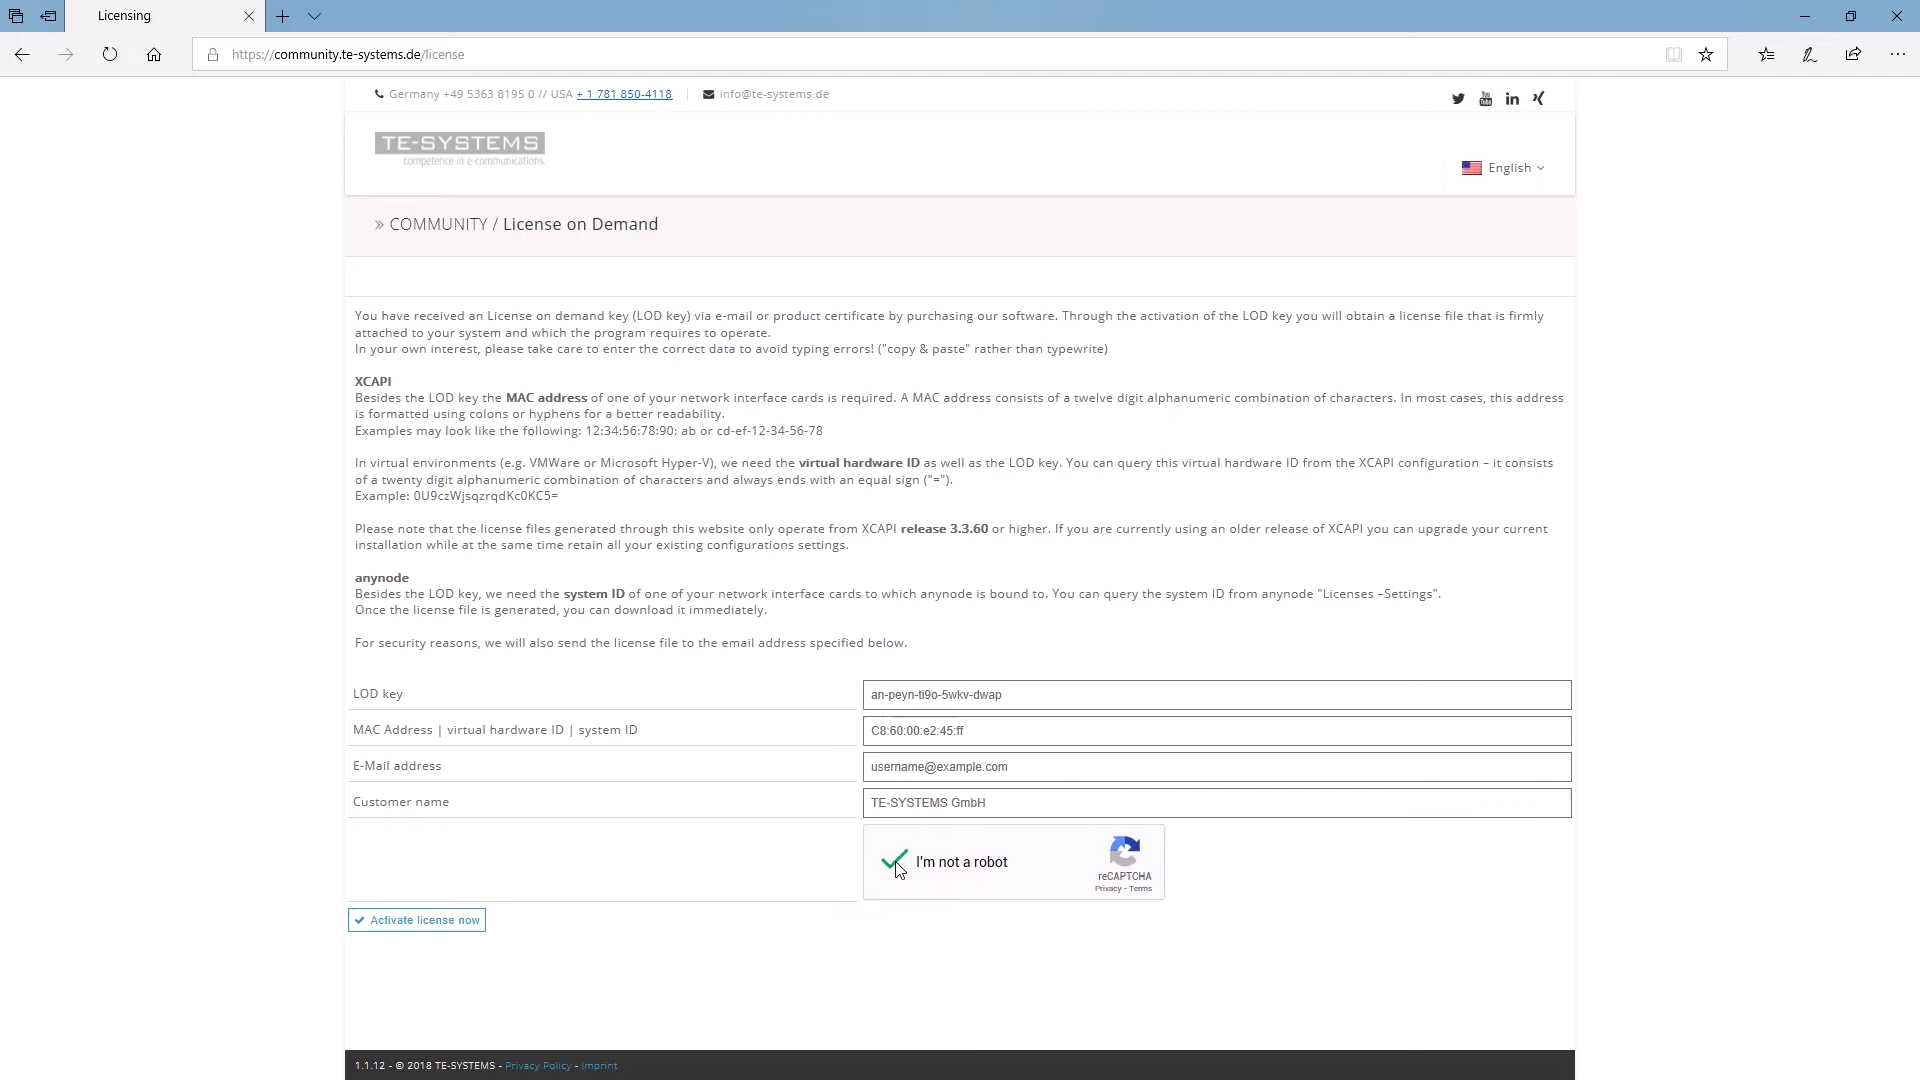 Licensing
https://community.te-systems.de/license
Germany +49 5363 8195 0 // USA + 1 781 850-4118
info@te-systems.de
TE-SYSTEMS
competence in e-communications.
English
» COMMUNITY / License on Demand
You have received an License on demand key (LOD key) via e-mail or product certificate by purchasing our software. Through the activation of the LOD key you will obtain a license file that is firmly
attached to your system and which the program requires to operate.
In your own interest, please take care to enter the correct data to avoid typing errors! ("copy & paste" rather than typewrite)
XCAPI
Besides the LOD key the MAC address of one of your network interface cards is required. A MAC address consists of a twelve digit alphanumeric combination of characters. In most cases, this address
is formatted using colons or hyphens for a better readability.
Examples may look like the following: 12:34:56:78:90: ab or cd-ef-12-34-56-78
In virtual environments (e.g. VMWare or Microsoft Hyper-V), we need the virtual hardware ID as well as the LOD key. You can query this virtual hardware ID from the XCAPI configuration – it consists
of a twenty digit alphanumeric combination of characters and always ends with an equal sign ("=").
Example: 0U9czWjsqzrqdKc0KC5=
Please note that the license files generated through this website only operate from XCAPI release 3.3.60 or higher. If you are currently using an older release of XCAPI you can upgrade your current
installation while at the same time retain all your existing configurations settings.
anynode
Besides the LOD key, we need the system ID of one of your network interface cards to which anynode is bound to. You can query the system ID from anynode "Licenses –Settings".
Once the license file is generated, you can download it immediately.
For security reasons, we will also send the license file to the email address specified below.
LOD key
an-peyn-ti9o-5wkv-dwap
MAC Address | virtual hardware ID | system ID
C8:60:00:e2:45:ff
E-Mail address
username@example.com
Customer name
TE-SYSTEMS GmbH
I'm not a robot
reCAPTCHA
Privacy - Terms
Activate license now
1.1.12 - © 2018 TE-SYSTEMS - Privacy Policy - Imprint